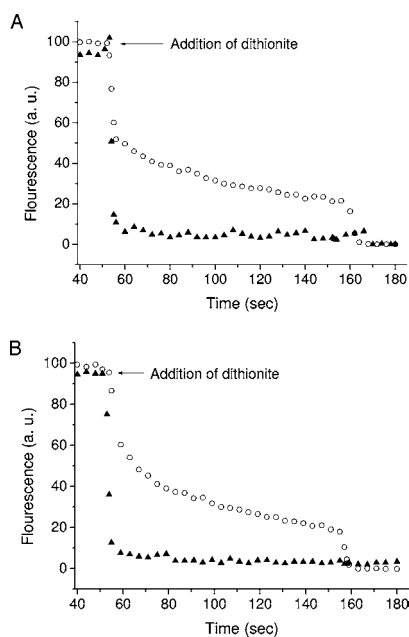 A
Addition of dithionite
100
80
60
40
20
0
Flourescence (a. u.)
40 60 80 100 120 140 160 180
Time (sec)
B
Addition of dithionite
100
80
60
40
20
0
Flourescence (a. u.)
40 60 80 100 120 140 160 180
Time (sec)